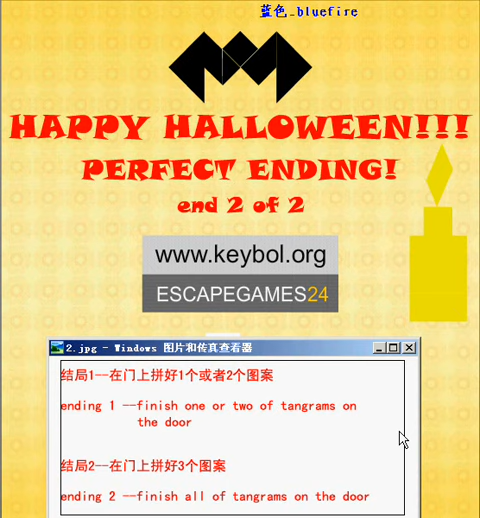 蓝色_bluefire
HAPPY HALLOWEEN!!!
PERFECT ENDING!
end 2 of 2
www.keybol.org
ESCAPEGAMES24
2.jpg - Windows 图片和传真查看器
结局1--在门上拼好1个或者2个图案
ending 1 --finish one or two of tangrams on
the door
结局2--在门上拼好3个图案
ending 2 --finish all of tangrams on the door